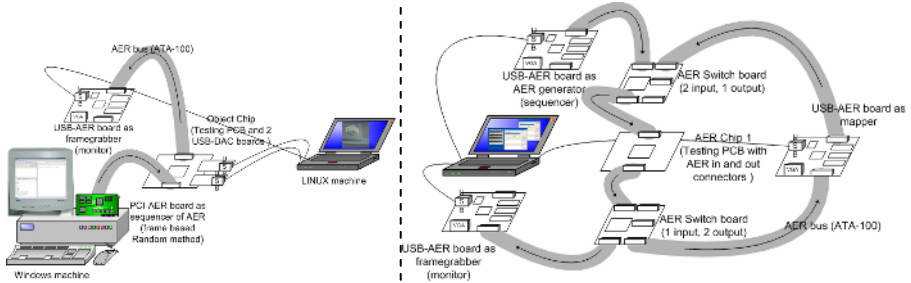 AER bus (ATA-100)
USB-AER board as
framegrabber
(monitor)
Object Chip
(Testing PCB and 2
USB-DAC boards )
LINUX machine
PCI-AER board as
sequencer of AER
(frame based
Random method)
Windows machine
VGA
USB-AER board as
AER generator
(sequencer)
AER Switch board
(2 input, 1 output)
USB-AER board as
mapper
VGA
AER Chip 1
(Testing PCB with
AER in and out
connectors )
VGA
AER Switch board
(1 input, 2 output)
AER bus (ATA-100)
USB-AER board as
framegrabber
(monitor)